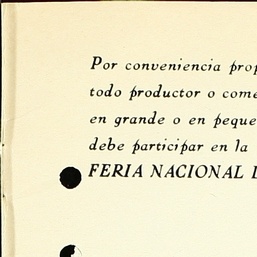 Por conveniencia prop
todo productor o come
en grande o en peque
debe participar en la
FERIA NACIONAL D